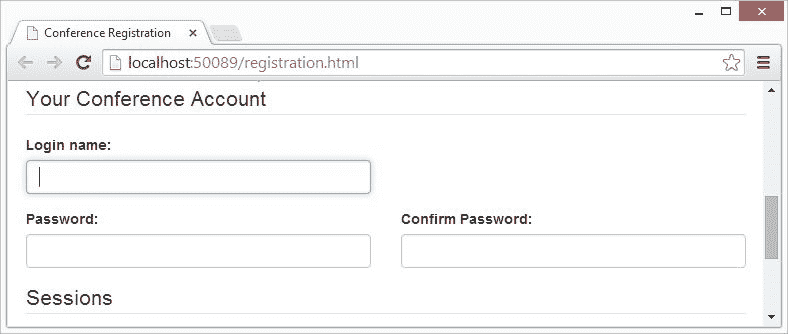 Conference Registration
localhost:50089/registration.html
Your Conference Account
Login name:
Password: Confirm Password:
Sessions